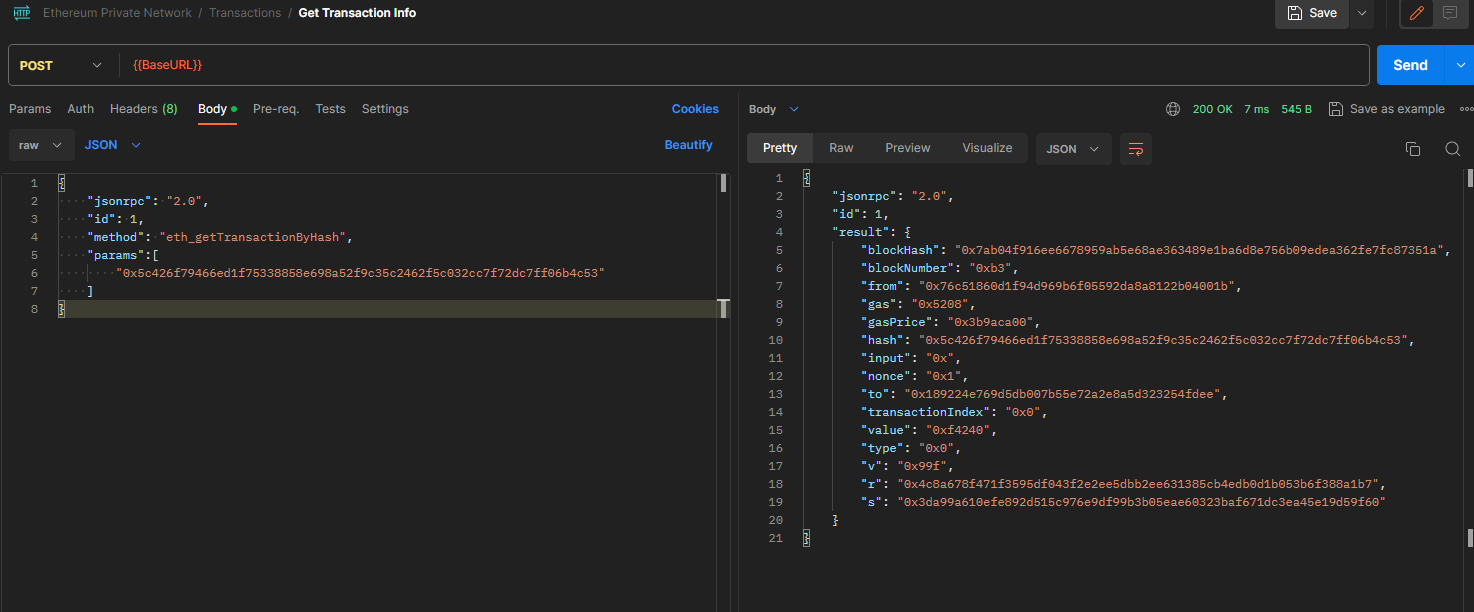 HTTP Ethereum Private Network / Transactions / Get Transaction Info
Save
POST {{BaseURL}} Send
Params Auth Headers (8) Body Pre-req. Tests Settings Cookies
raw JSON Beautify
1 {
2 "jsonrpc": "2.0",
3 "id": 1,
4 "method": "eth_getTransactionByHash",
5 "params":[
6 "0x5c426f79466ed1f75338858e698a52f9c35c2462f5c032cc7f72dc7ff06b4c53"
7 ]
8 }
Body 200 OK 7 ms 545 B Save as example
Pretty Raw Preview Visualize JSON
1 {
2 "jsonrpc": "2.0",
3 "id": 1,
4 "result": {
5 "blockHash": "0x7ab04f916ee6678959ab5e68ae363489e1ba6d8e756b09edea362fe7fc87351a",
6 "blockNumber": "0xb3",
7 "from": "0x76c51860d1f94d969b6f05592da8a8122b04001b",
8 "gas": "0x5208",
9 "gasPrice": "0x3b9aca00",
10 "hash": "0x5c426f79466ed1f75338858e698a52f9c35c2462f5c032cc7f72dc7ff06b4c53",
11 "input": "0x",
12 "nonce": "0x1",
13 "to": "0x189224e769d5db007b55e72a2e8a5d323254fdee",
14 "transactionIndex": "0x0",
15 "value": "0xf4240",
16 "type": "0x0",
17 "v": "0x99f",
18 "r": "0x4c8a678f471f3595df043f2e2ee5dbb2ee631385cb4edb0d1b053b6f388a1b7",
19 "s": "0x3da99a610efe892d515c976e9df99b3b05eae60323baf671dc3ea45e19d59f60"
20 }
21 }